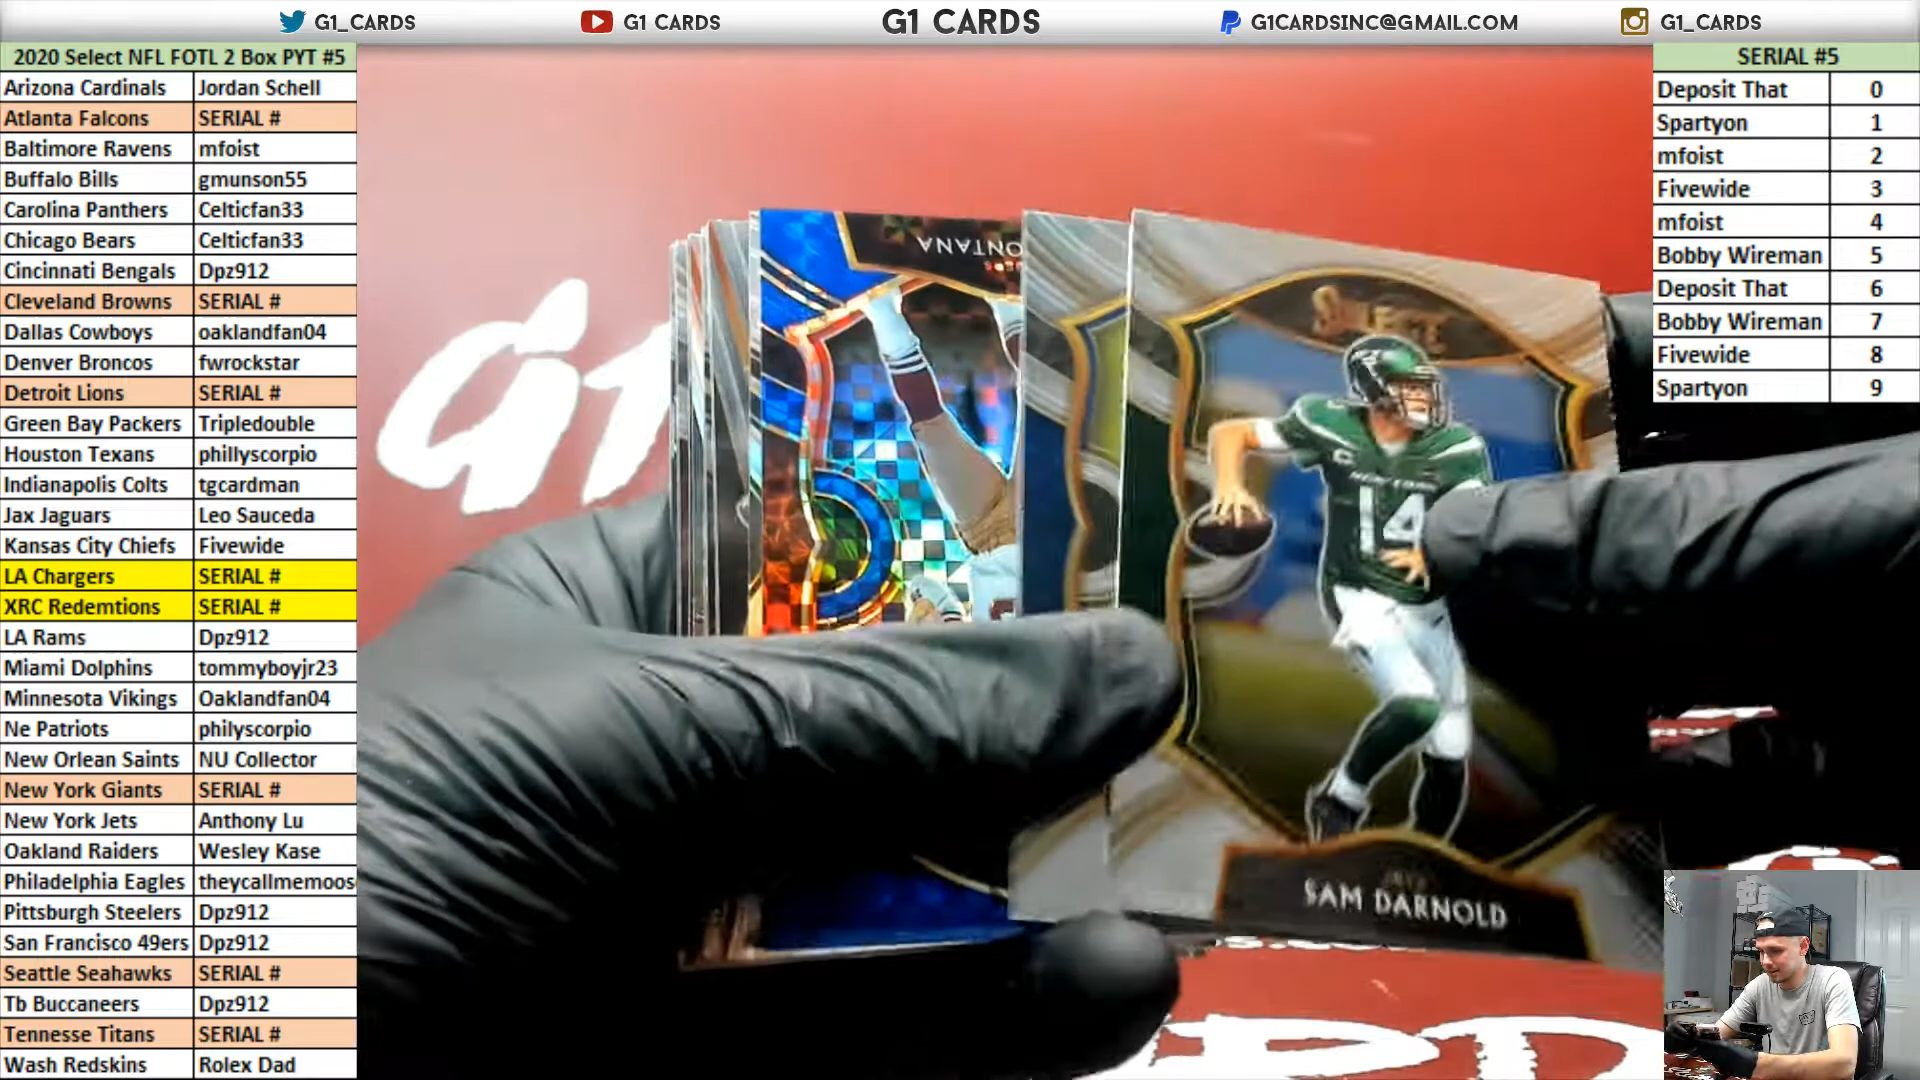 G1_CARDS G1 CARDS G1 CARDS G1CARDSINC@GMAIL.COM G1_CARDS
2020 Select NFL FOTL 2 Box PYT #5
Arizona Cardinals Jordan Schell
Atlanta Falcons SERIAL #
Baltimore Ravens mfoist
Buffalo Bills gmunson55
Carolina Panthers Celticfan33
Chicago Bears Celticfan33
Cincinnati Bengals Dpz912
Cleveland Browns SERIAL #
Dallas Cowboys oaklandfan04
Denver Broncos fwrockstar
Detroit Lions SERIAL #
Green Bay Packers Tripledouble
Houston Texans phillyscorpio
Indianapolis Colts tgcardman
Jax Jaguars Leo Sauceda
Kansas City Chiefs Fivewide
LA Chargers SERIAL #
XRC Redemtions SERIAL #
LA Rams Dpz912
Miami Dolphins tommyboyjr23
Minnesota Vikings Oaklandfan04
Ne Patriots philyscorpio
New Orlean Saints NU Collector
New York Giants SERIAL #
New York Jets Anthony Lu
Oakland Raiders Wesley Kase
Philadelphia Eagles theycallmemoos
Pittsburgh Steelers Dpz912
San Francisco 49ers Dpz912
Seattle Seahawks SERIAL #
Tb Buccaneers Dpz912
Tennesse Titans SERIAL #
Wash Redskins Rolex Dad
SERIAL #5
Deposit That 0
Spartyon 1
mfoist 2
Fivewide 3
mfoist 4
Bobby Wireman 5
Deposit That 6
Bobby Wireman 7
Fivewide 8
Spartyon 9
G1
ONTANA
14
SAM DARNOLD